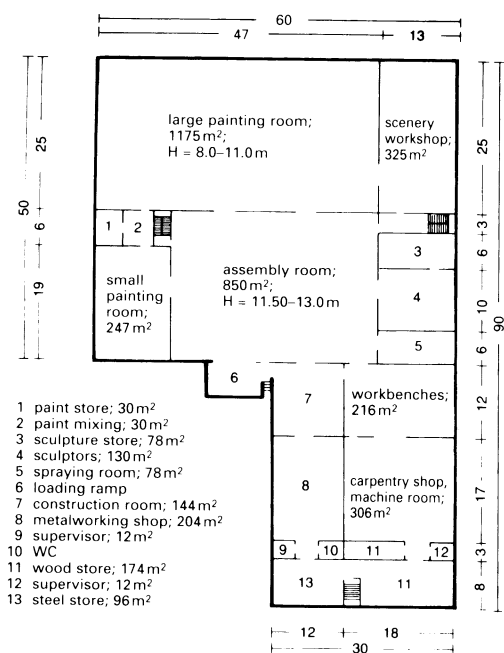 60
47
13
large painting room;
1175 m²;
H = 8.0–11.0 m
scenery
workshop;
325 m²
50
25
6
19
25
3
6
10
6
12
17
3
8
90
1
2
3
assembly room;
850 m²;
H = 11.50–13.0 m
4
small
painting
room;
247 m²
5
6
7
workbenches;
216 m²
8
carpentry shop,
machine room;
306 m²
9
10
11
12
13
11
12
18
30
1 paint store; 30 m²
2 paint mixing; 30 m²
3 sculpture store; 78 m²
4 sculptors; 130 m²
5 spraying room; 78 m²
6 loading ramp
7 construction room; 144 m²
8 metalworking shop; 204 m²
9 supervisor; 12 m²
10 WC
11 wood store; 174 m²
12 supervisor; 12 m²
13 steel store; 96 m²